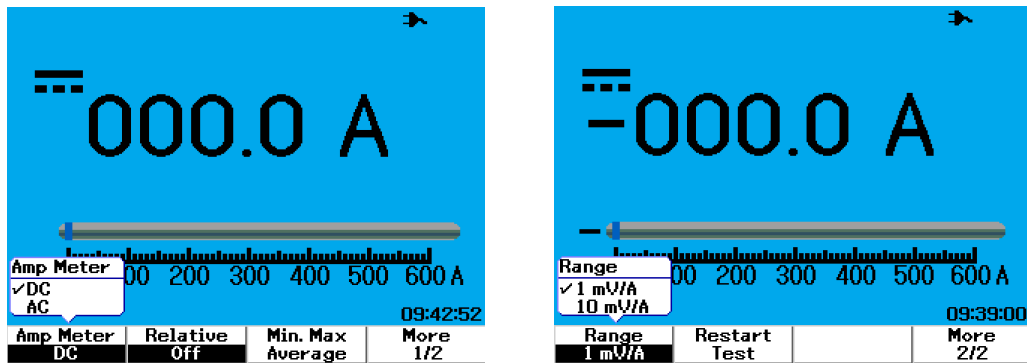 000.0 A
00 200 300 400 500 600 A
Amp Meter
✓DC
AC
09:42:52
Amp Meter Relative Min. Max More
DC Off Average 1/2
-000.0 A
00 200 300 400 500 600 A
Range
✓1 mV/A
10 mV/A
09:39:00
Range Restart More
1 mV/A Test 2/2